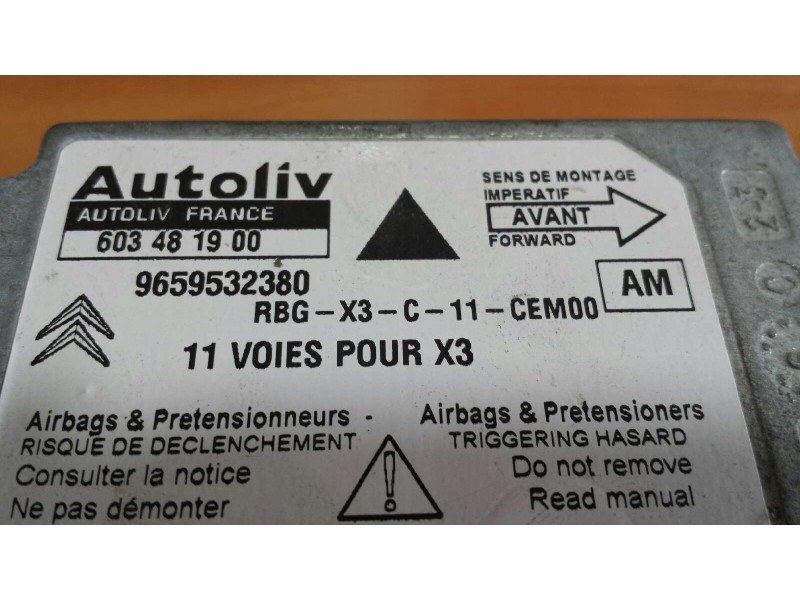 Autoliv
AUTOLIV FRANCE
603 48 19 00
SENS DE MONTAGE
IMPERATIF
AVANT
FORWARD
9659532380
AM
RBG-X3-C-11-CEM00
11 VOIES POUR X3
Airbags & Pretensionneurs -
RISQUE DE DECLENCHEMENT
Consulter la notice
Ne pas démonter
!
Airbags & Pretensioners
TRIGGERING HASARD
Do not remove
Read manual
2-3